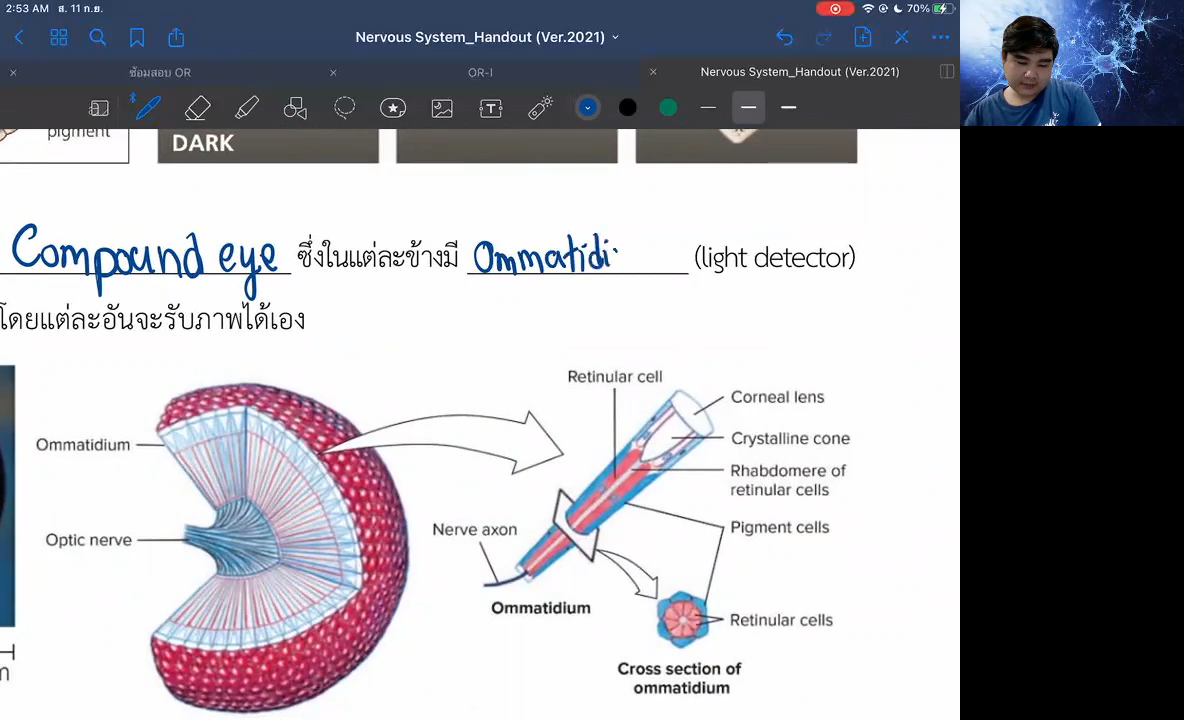 2:53 AM ส. 11 ก.ย. 70%
Nervous System_Handout (Ver.2021)
ซ้อมสอบ OR OR-I Nervous System_Handout (Ver.2021)
pigment
DARK
Compound eye ซึ่งในแต่ละข้างมี Ommatidi (light detector)
โดยแต่ละอันจะรับภาพได้เอง
Retinular cell
Corneal lens
Ommatidium
Crystalline cone
Rhabdomere of
retinular cells
Nerve axon
Pigment cells
Optic nerve
Ommatidium
Retinular cells
Cross section of
ommatidium